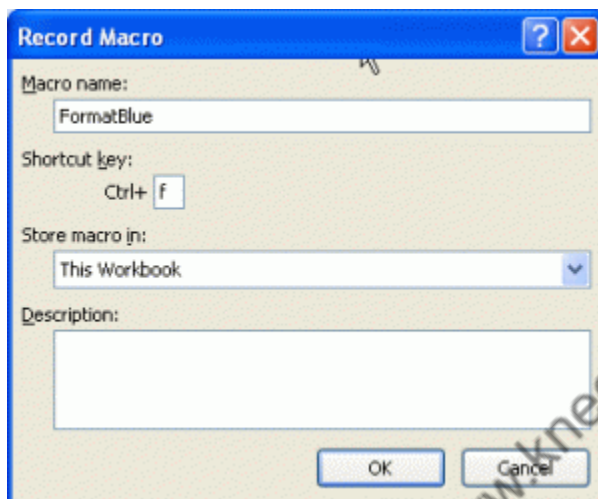 Record Macro
Macro name:
FormatBlue
Shortcut key:
Ctrl+ f
Store macro in:
This Workbook
Description:
OK Cancel